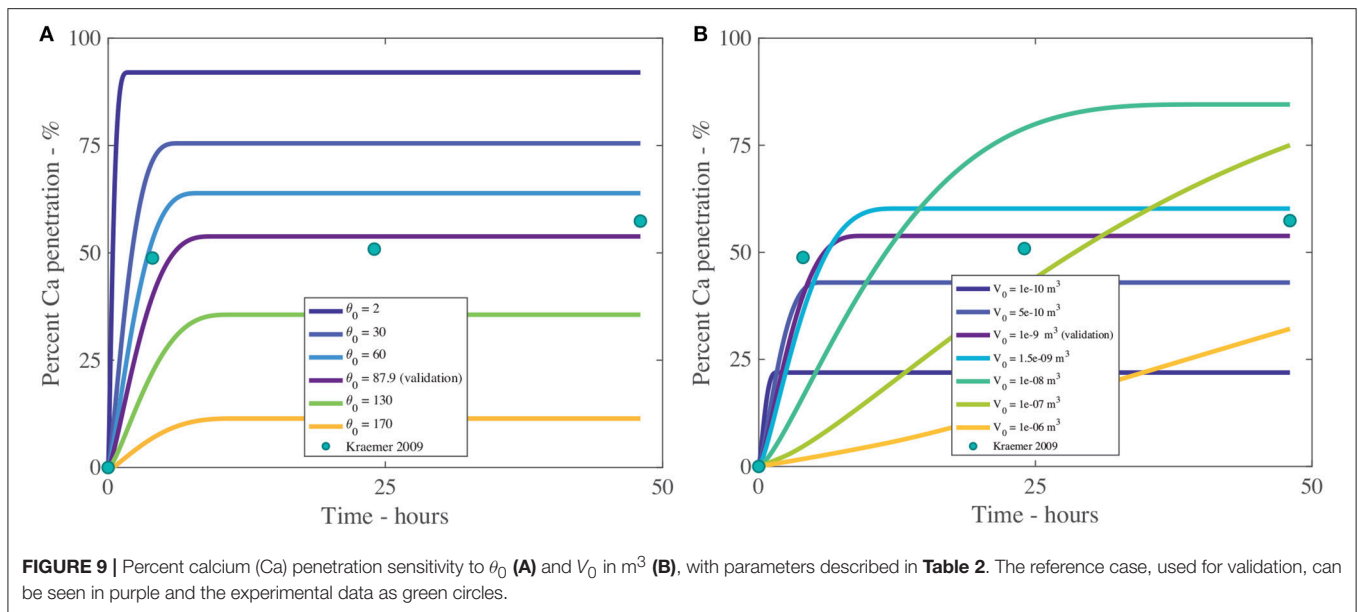 A
100
75
50
25
0
Percent Ca penetration - %
θ0 = 2
θ0 = 30
θ0 = 60
θ0 = 87.9 (validation)
θ0 = 130
θ0 = 170
Kraemer 2009
0
25
50
Time - hours
B
100
75
50
25
0
Percent Ca penetration - %
V0 = 1e-10 m³
V0 = 5e-10 m³
V0 = 1e-9 m³ (validation)
V0 = 1.5e-09 m³
V0 = 1e-08 m³
V0 = 1e-07 m³
V0 = 1e-06 m³
Kraemer 2009
0
25
50
Time - hours
FIGURE 9 | Percent calcium (Ca) penetration sensitivity to θ0 (A) and V0 in m³ (B), with parameters described in Table 2. The reference case, used for validation, can
be seen in purple and the experimental data as green circles.